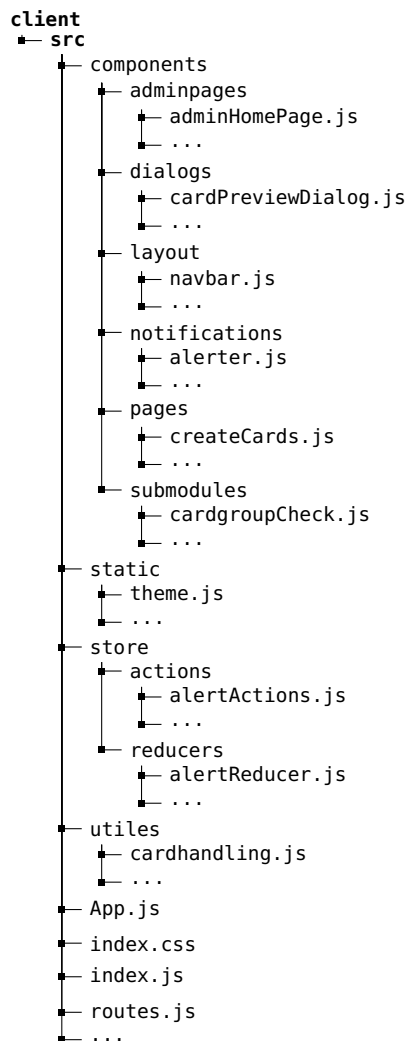 client
src
components
adminpages
adminHomePage.js
...
dialogs
cardPreviewDialog.js
...
layout
navbar.js
...
notifications
alerter.js
...
pages
createCards.js
...
submodules
cardgroupCheck.js
...
static
theme.js
...
store
actions
alertActions.js
...
reducers
alertReducer.js
...
utiles
cardhandling.js
...
App.js
index.css
index.js
routes.js
...